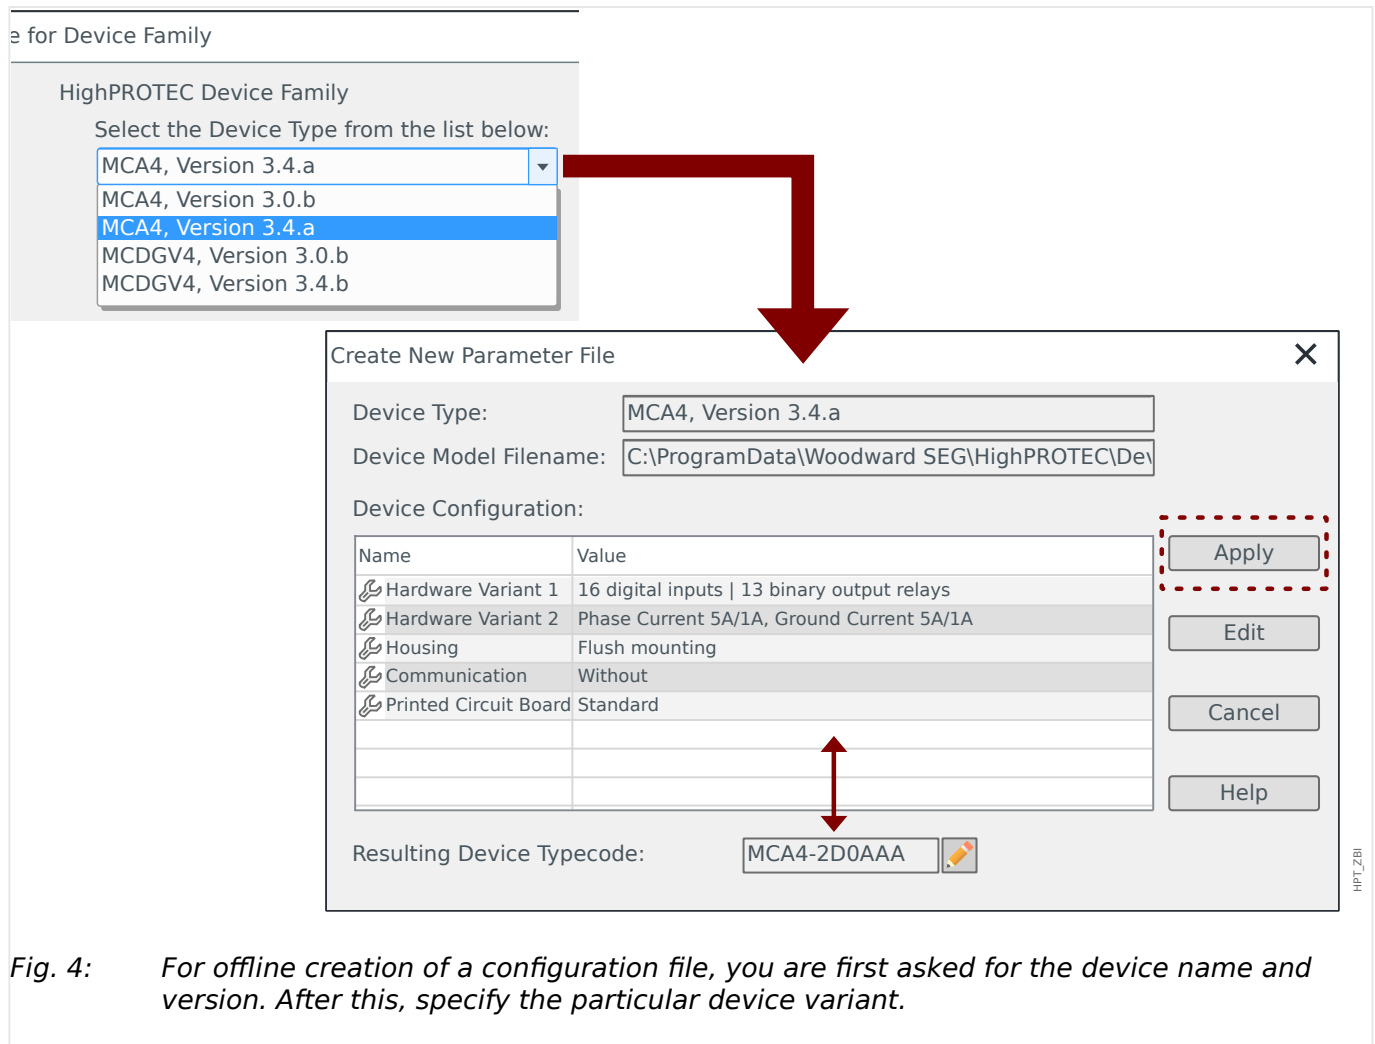 e for Device Family
HighPROTEC Device Family
Select the Device Type from the list below:
MCA4, Version 3.4.a
MCA4, Version 3.0.b
MCA4, Version 3.4.a
MCDGV4, Version 3.0.b
MCDGV4, Version 3.4.b
Create New Parameter File
Device Type: MCA4, Version 3.4.a
Device Model Filename: C:\ProgramData\Woodward SEG\HighPROTEC\Dev
Device Configuration:
Name Value
Hardware Variant 1 16 digital inputs | 13 binary output relays
Hardware Variant 2 Phase Current 5A/1A, Ground Current 5A/1A
Housing Flush mounting
Communication Without
Printed Circuit Board Standard
Apply
Edit
Cancel
Help
Resulting Device Typecode: MCA4-2D0AAA
HPT_ZBI
Fig. 4: For offline creation of a configuration file, you are first asked for the device name and
version. After this, specify the particular device variant.